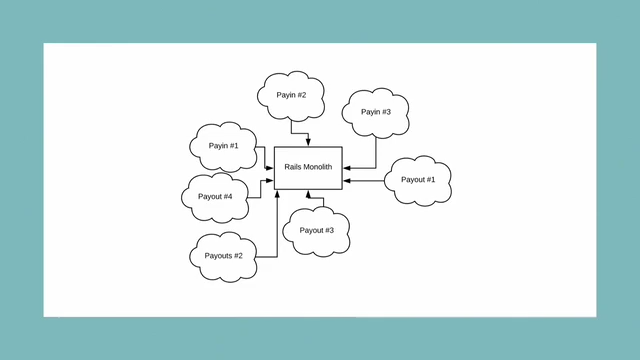 Payin #2
Payin #3
Payin #1
Rails Monolith
Payout #1
Payout #4
Payout #3
Payouts #2